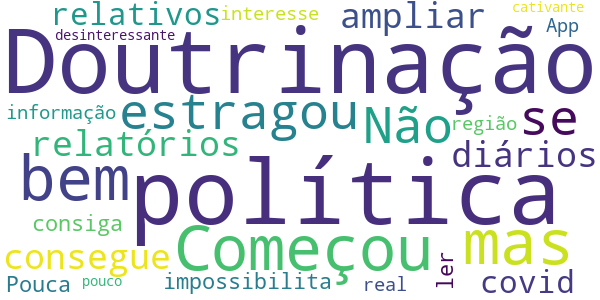 relativos interesse ampliar cativante
desinteressante App
Doutrinação
informação estragou Não região se
relatórios diários
bem política
consiga Começou mas
consegue ler
Pouca pouco impossibilita real covid